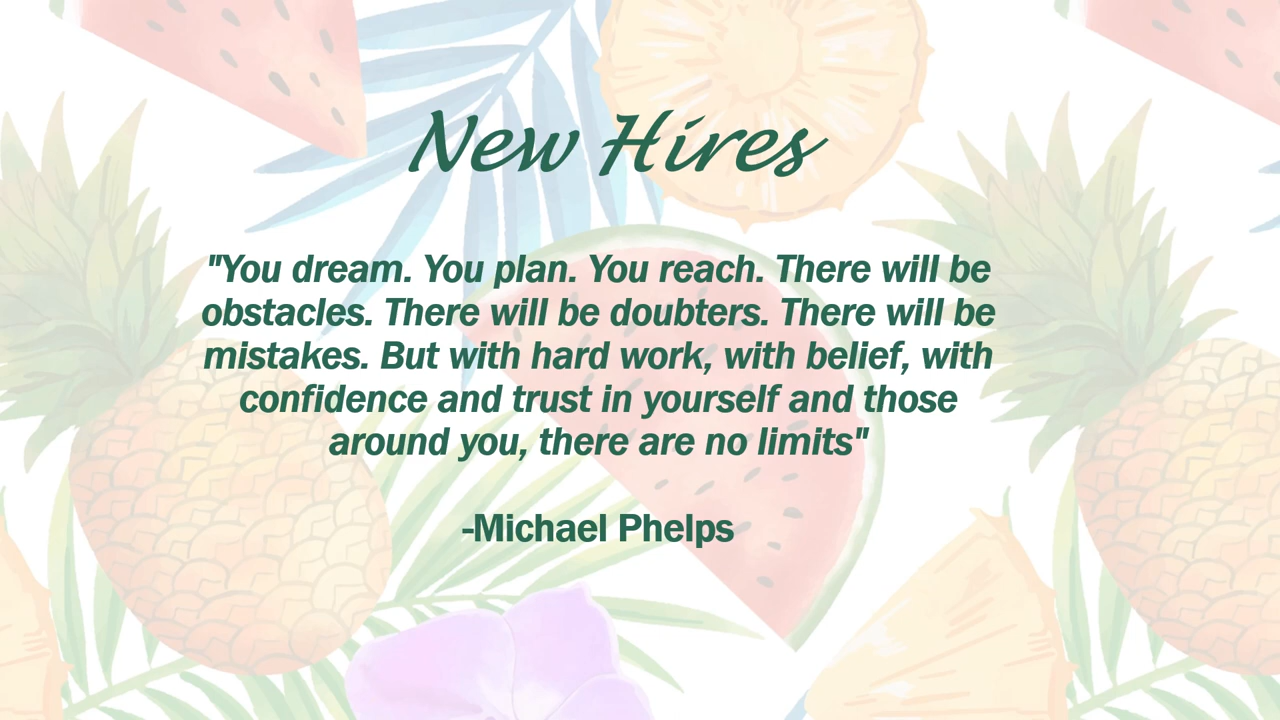 New Hires
"You dream. You plan. You reach. There will be
obstacles. There will be doubters. There will be
mistakes. But with hard work, with belief, with
confidence and trust in yourself and those
around you, there are no limits"
-Michael Phelps